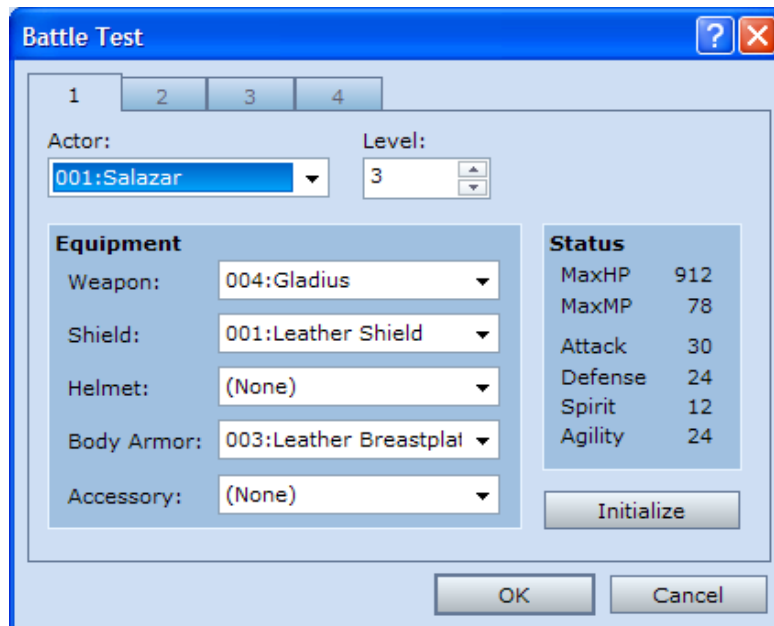 Battle Test
?
1 2 3 4
Actor: Level:
001:Salazar 3
Equipment
Weapon: 004:Gladius
Shield: 001:Leather Shield
Helmet: (None)
Body Armor: 003:Leather Breastplat
Accessory: (None)
Status
MaxHP 912
MaxMP 78
Attack 30
Defense 24
Spirit 12
Agility 24
Initialize
OK Cancel